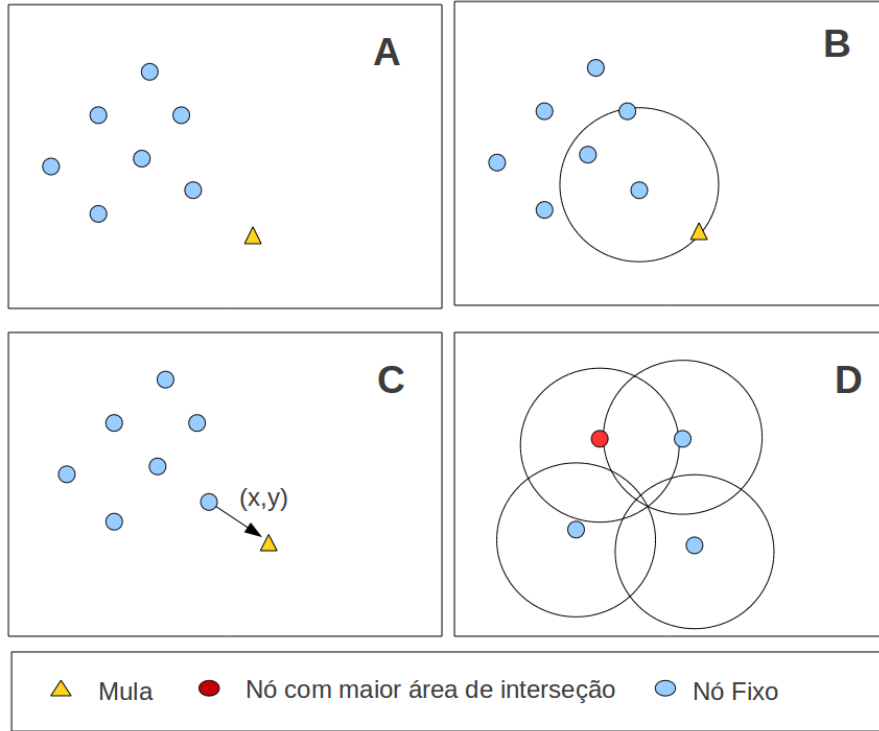 A
B
C
(x,y)
D
Mula
Nó com maior área de interseção
Nó Fixo